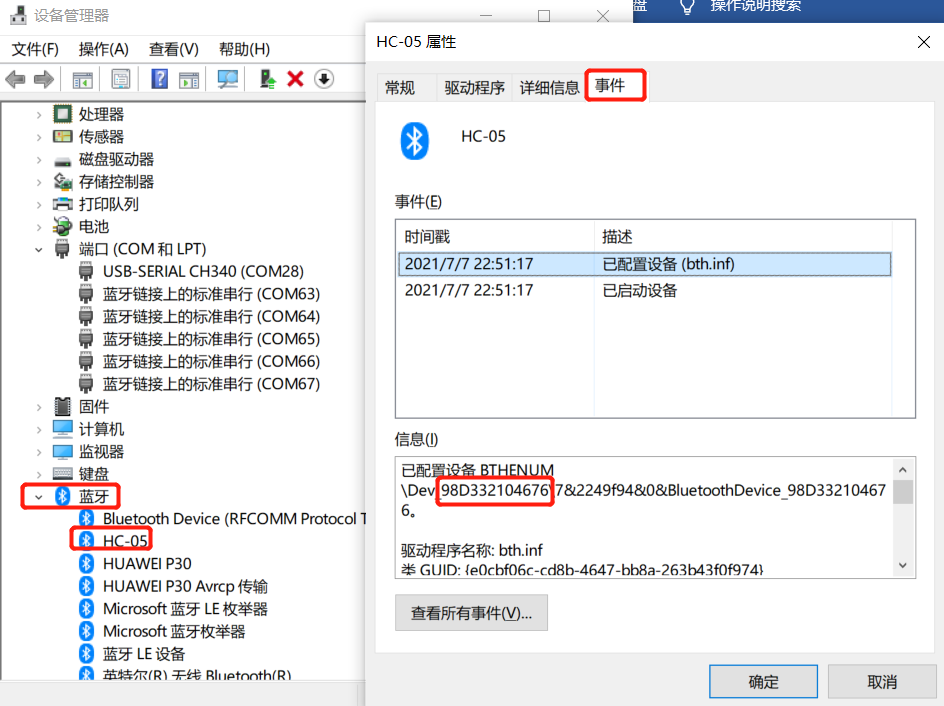 设备管理器
盘
操作说明搜索
文件(F) 操作(A) 查看(V) 帮助(H)
处理器
传感器
磁盘驱动器
存储控制器
打印队列
电池
端口 (COM 和 LPT)
USB-SERIAL CH340 (COM28)
蓝牙链接上的标准串行 (COM63)
蓝牙链接上的标准串行 (COM64)
蓝牙链接上的标准串行 (COM65)
蓝牙链接上的标准串行 (COM66)
蓝牙链接上的标准串行 (COM67)
固件
计算机
监视器
键盘
蓝牙
Bluetooth Device (RFCOMM Protocol T
HC-05
HUAWEI P30
HUAWEI P30 Avrcp 传输
Microsoft 蓝牙 LE 枚举器
Microsoft 蓝牙枚举器
蓝牙 LE 设备
英特尔(R) 无线 Bluetooth(R)
HC-05 属性
常规 驱动程序 详细信息 事件
HC-05
事件(E)
时间戳 描述
2021/7/7 22:51:17 已配置设备 (bth.inf)
2021/7/7 22:51:17 已启动设备
信息(I)
已配置设备 BTHENUM
\Dev_98D332104676\7&2249f94&0&BluetoothDevice_98D33210467
6。
驱动程序名称: bth.inf
类 GUID: {e0cbf06c-cd8b-4647-bb8a-263b43f0f974}
查看所有事件(V)...
确定 取消